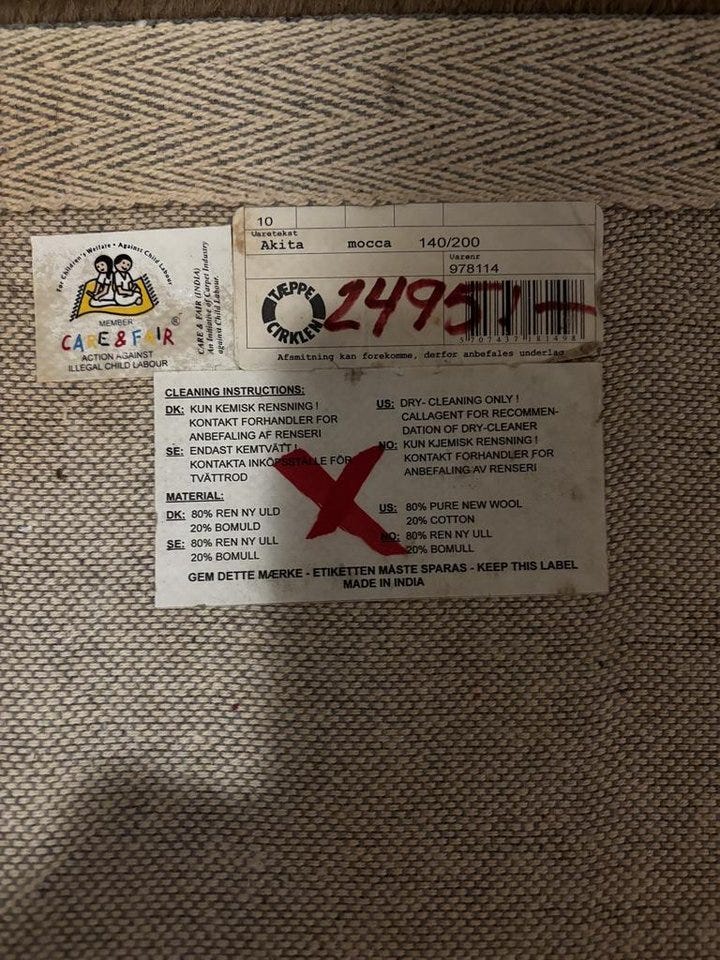 For Children's Welfare • Against Child Labour
MEMBER
CARE & FAIR ®
ACTION AGAINST
ILLEGAL CHILD LABOUR
CARE & FAIR (INDIA)
An Initiative of Carpet Industry
against Child Labour.
10
Varetekst
Akita mocca 140/200
Varenr
978114
TÆPPE
CIRKLEN
2495,-
5 707437 181498
Afsmitning kan forekomme, derfor anbefales underlag
CLEANING INSTRUCTIONS:
DK: KUN KEMISK RENSNING !
KONTAKT FORHANDLER FOR
ANBEFALING AF RENSERI
SE: ENDAST KEMTVÄTT !
KONTAKTA INKÖPSSTÄLLE FÖR
TVÄTTROD
US: DRY- CLEANING ONLY !
CALLAGENT FOR RECOMMEN-
DATION OF DRY-CLEANER
NO: KUN KJEMISK RENSNING !
KONTAKT FORHANDLER FOR
ANBEFALING AV RENSERI
MATERIAL:
DK: 80% REN NY ULD
20% BOMULD
SE: 80% REN NY ULL
20% BOMULL
US: 80% PURE NEW WOOL
20% COTTON
NO: 80% REN NY ULL
20% BOMULL
GEM DETTE MÆRKE - ETIKETTEN MÅSTE SPARAS - KEEP THIS LABEL
MADE IN INDIA